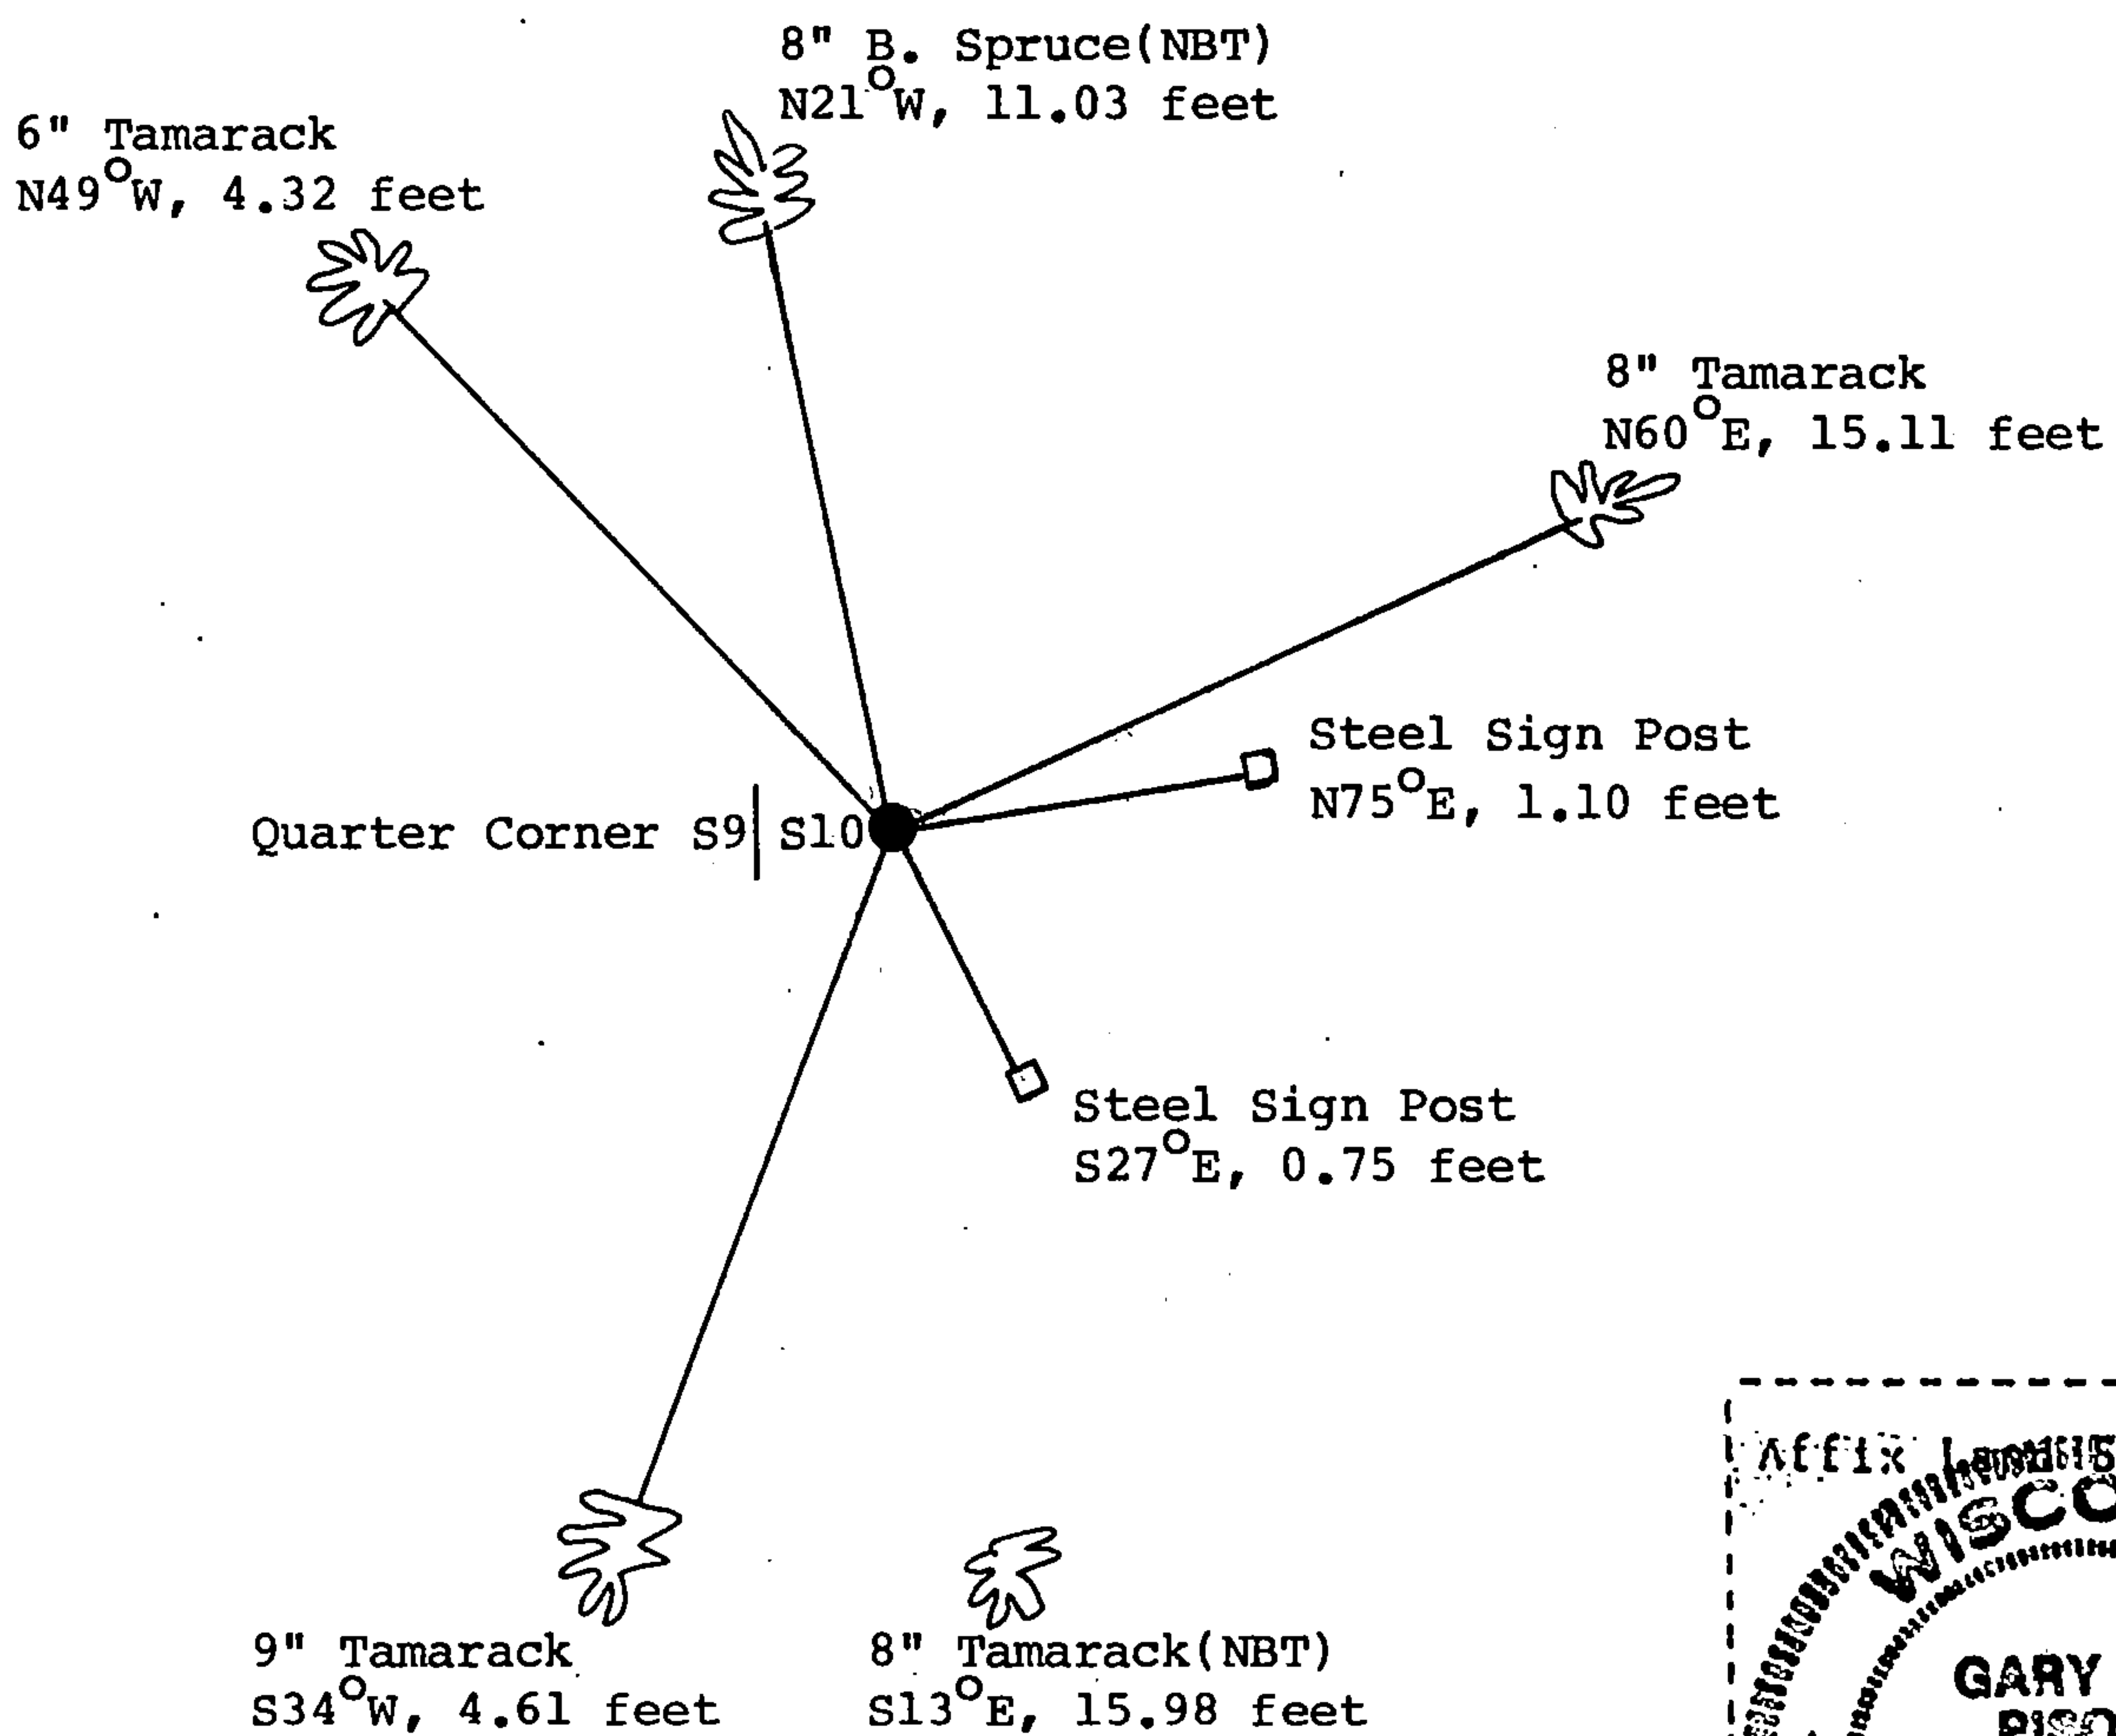 8" B. Spruce(NBT)
N21°W, 11.03 feet
6" Tamarack
N49°W, 4.32 feet
8" Tamarack
N60°E, 15.11 feet
Steel Sign Post
N75°E, 1.10 feet
Quarter Corner S9| S10
Steel Sign Post
S27°E, 0.75 feet
Affix
WISCO
GARY
9" Tamarack
S34°W, 4.61 feet
8" Tamarack(NBT)
S13°E, 15.98 feet